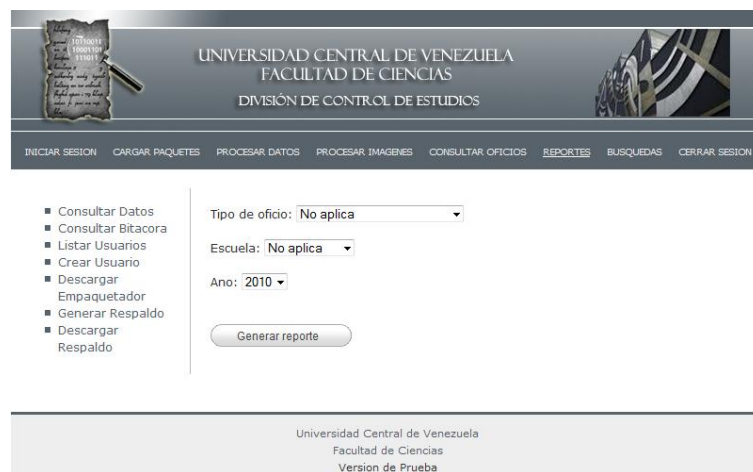 UNIVERSIDAD CENTRAL DE VENEZUELA
FACULTAD DE CIENCIAS
DIVISIÓN DE CONTROL DE ESTUDIOS
INICIAR SESION CARGAR PAQUETES PROCESAR DATOS PROCESAR IMAGENES CONSULTAR OFICIOS REPORTES BUSQUEDAS CERRAR SESION
Consultar Datos
Consultar Bitacora
Listar Usuarios
Crear Usuario
Descargar
Empaquetador
Generar Respaldo
Descargar
Respaldo
Tipo de oficio: No aplica
Escuela: No aplica
Ano: 2010
Generar reporte
Universidad Central de Venezuela
Facultad de Ciencias
Version de Prueba